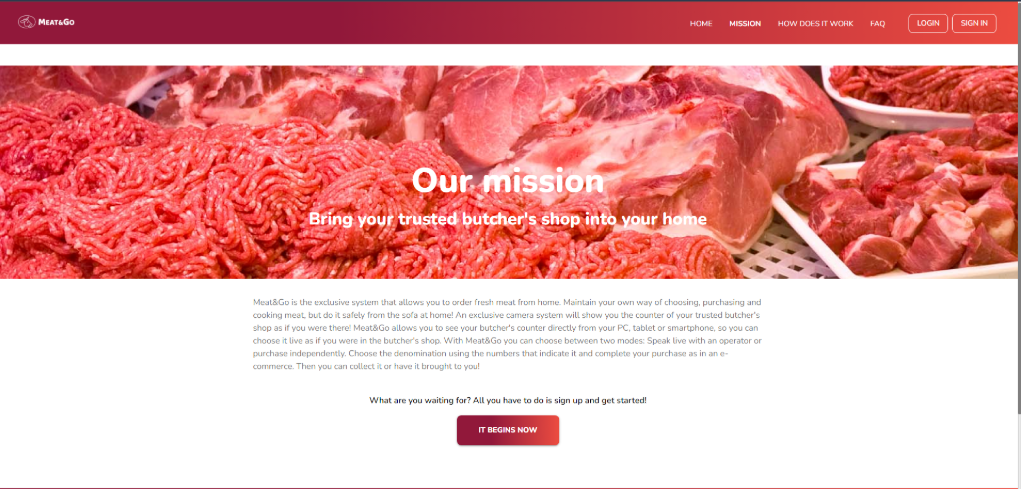 MEAT&GO
HOME MISSION HOW DOES IT WORK FAQ LOGIN SIGN IN
Our mission
Bring your trusted butcher's shop into your home
Meat&Go is the exclusive system that allows you to order fresh meat from home. Maintain your own way of choosing, purchasing and
cooking meat, but do it safely from the sofa at home! An exclusive camera system will show you the counter of your trusted butcher's
shop as if you were there! Meat&Go allows you to see your butcher's counter directly from your PC, tablet or smartphone, so you can
choose it live as if you were in the butcher's shop. With Meat&Go you can choose between two modes: Speak live with an operator or
purchase independently. Choose the denomination using the numbers that indicate it and complete your purchase as in an e-
commerce. Then you can collect it or have it brought to you!
What are you waiting for? All you have to do is sign up and get started!
IT BEGINS NOW